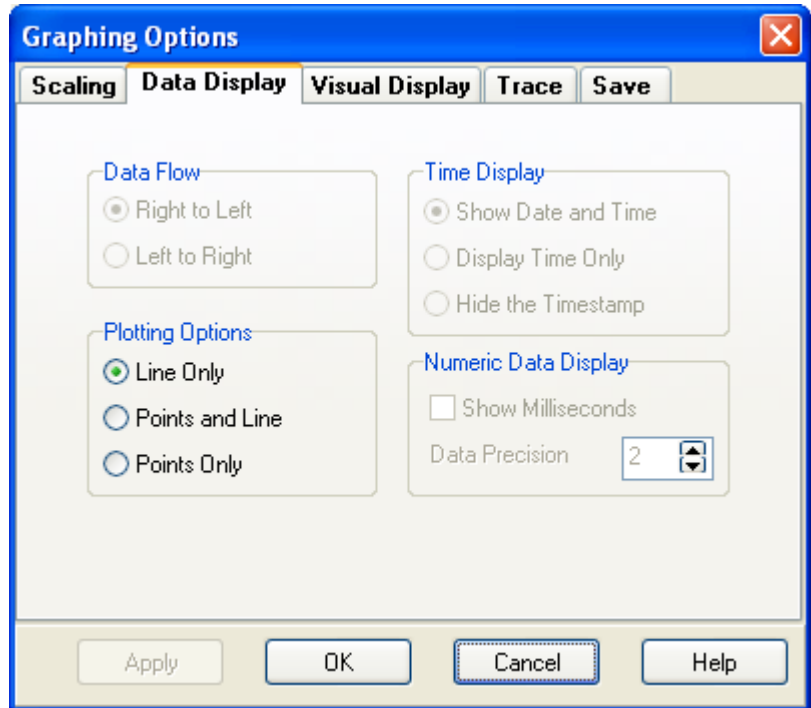 Graphing Options
Scaling Data Display Visual Display Trace Save
Data Flow
Right to Left
Left to Right
Plotting Options
Line Only
Points and Line
Points Only
Time Display
Show Date and Time
Display Time Only
Hide the Timestamp
Numeric Data Display
Show Milliseconds
Data Precision 2
Apply OK Cancel Help